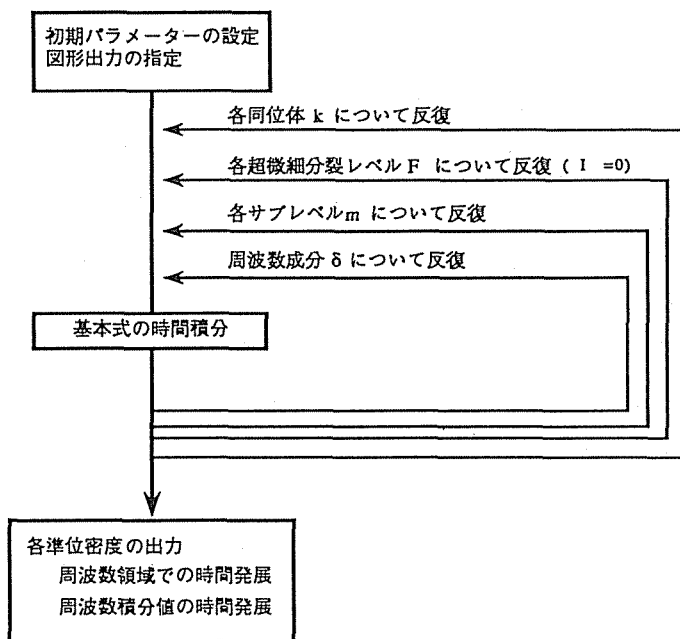 初期パラメーターの設定
図形出力の指定
各同位体 k について反復
各超微細分裂レベル F について反復 ( I =0)
各サブレベル m について反復
周波数成分 δ について反復
基本式の時間積分
各準位密度の出力
周波数領域での時間発展
周波数積分値の時間発展